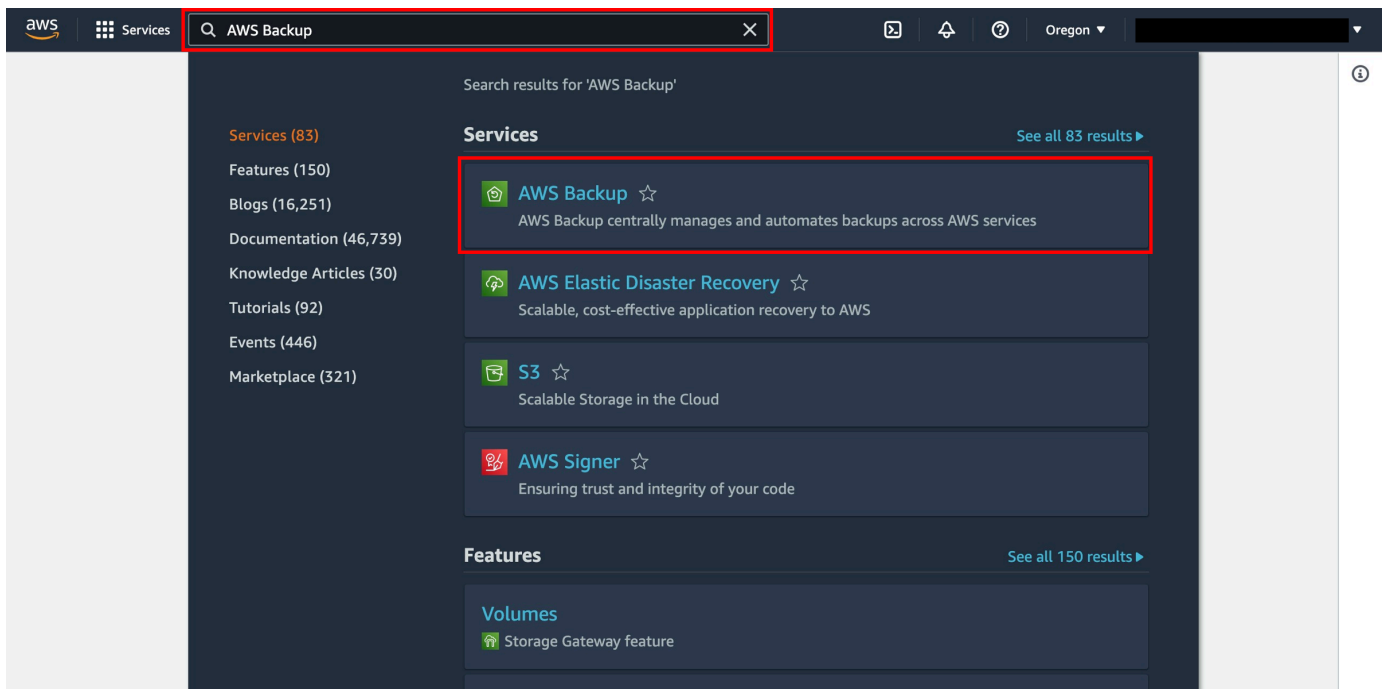 aws
Services
AWS Backup
Oregon
Search results for 'AWS Backup'
Services (83)
Features (150)
Blogs (16,251)
Documentation (46,739)
Knowledge Articles (30)
Tutorials (92)
Events (446)
Marketplace (321)
Services
See all 83 results
AWS Backup
AWS Backup centrally manages and automates backups across AWS services
AWS Elastic Disaster Recovery
Scalable, cost-effective application recovery to AWS
S3
Scalable Storage in the Cloud
AWS Signer
Ensuring trust and integrity of your code
Features
See all 150 results
Volumes
Storage Gateway feature